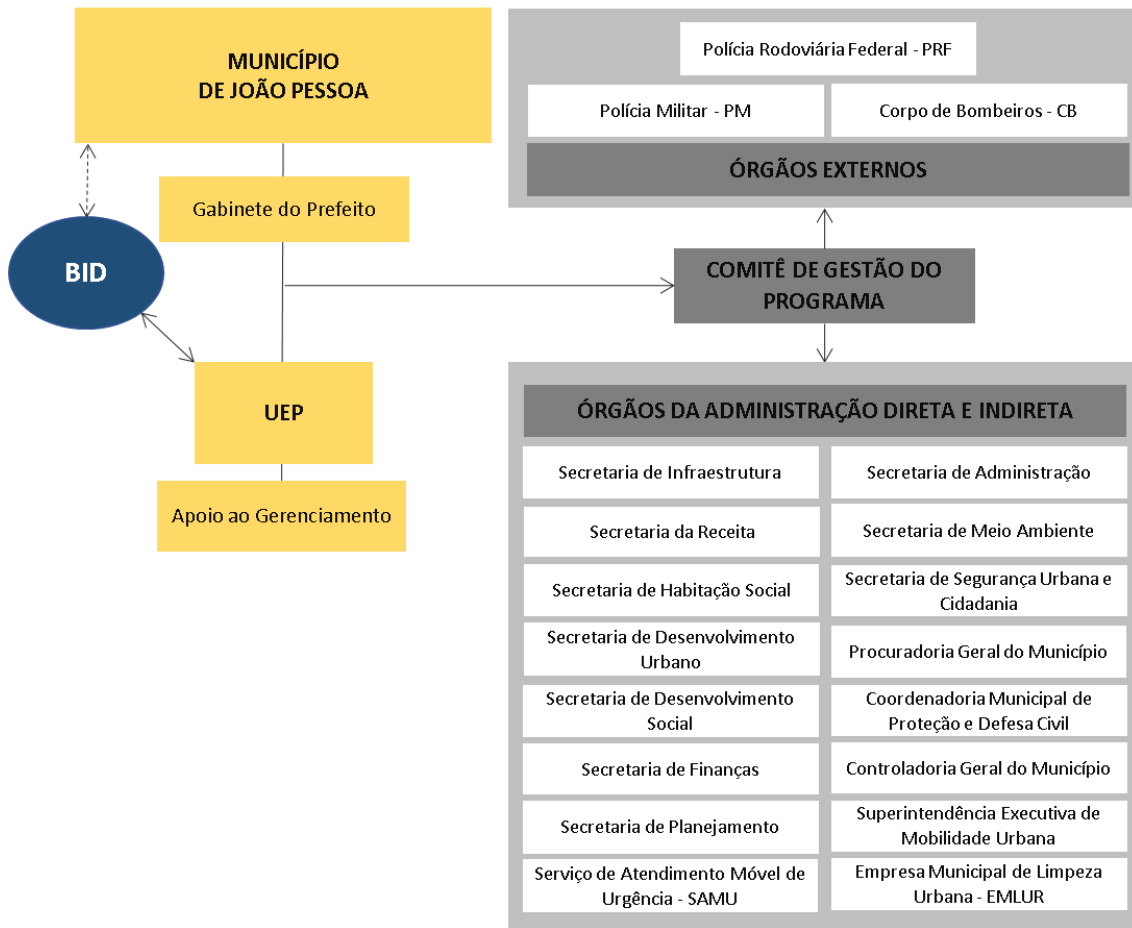 MUNICÍPIO
DE JOÃO PESSOA
Gabinete do Prefeito
BID
UEP
Apoio ao Gerenciamento
Polícia Rodoviária Federal - PRF
Polícia Militar - PM
Corpo de Bombeiros - CB
ÓRGÃOS EXTERNOS
COMITÊ DE GESTÃO DO
PROGRAMA
ÓRGÃOS DA ADMINISTRAÇÃO DIRETA E INDIRETA
Secretaria de Infraestrutura
Secretaria de Administração
Secretaria da Receita
Secretaria de Meio Ambiente
Secretaria de Habitação Social
Secretaria de Segurança Urbana e
Cidadania
Secretaria de Desenvolvimento
Urbano
Procuradoria Geral do Município
Secretaria de Desenvolvimento
Social
Coordenadoria Municipal de
Proteção e Defesa Civil
Secretaria de Finanças
Controladoria Geral do Município
Secretaria de Planejamento
Superintendência Executiva de
Mobilidade Urbana
Serviço de Atendimento Móvel de
Urgência - SAMU
Empresa Municipal de Limpeza
Urbana - EMLUR